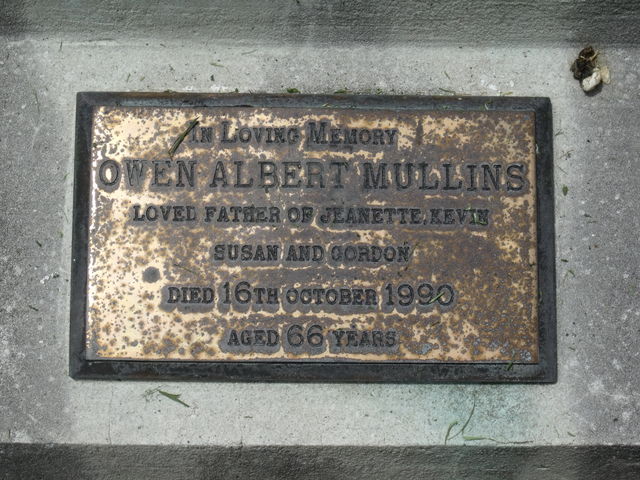 In Loving Memory
OWEN ALBERT MULLINS
LOVED FATHER OF JEANETTE, KEVIN
SUSAN AND GORDON
DIED 16TH OCTOBER 1990
AGED 66 YEARS